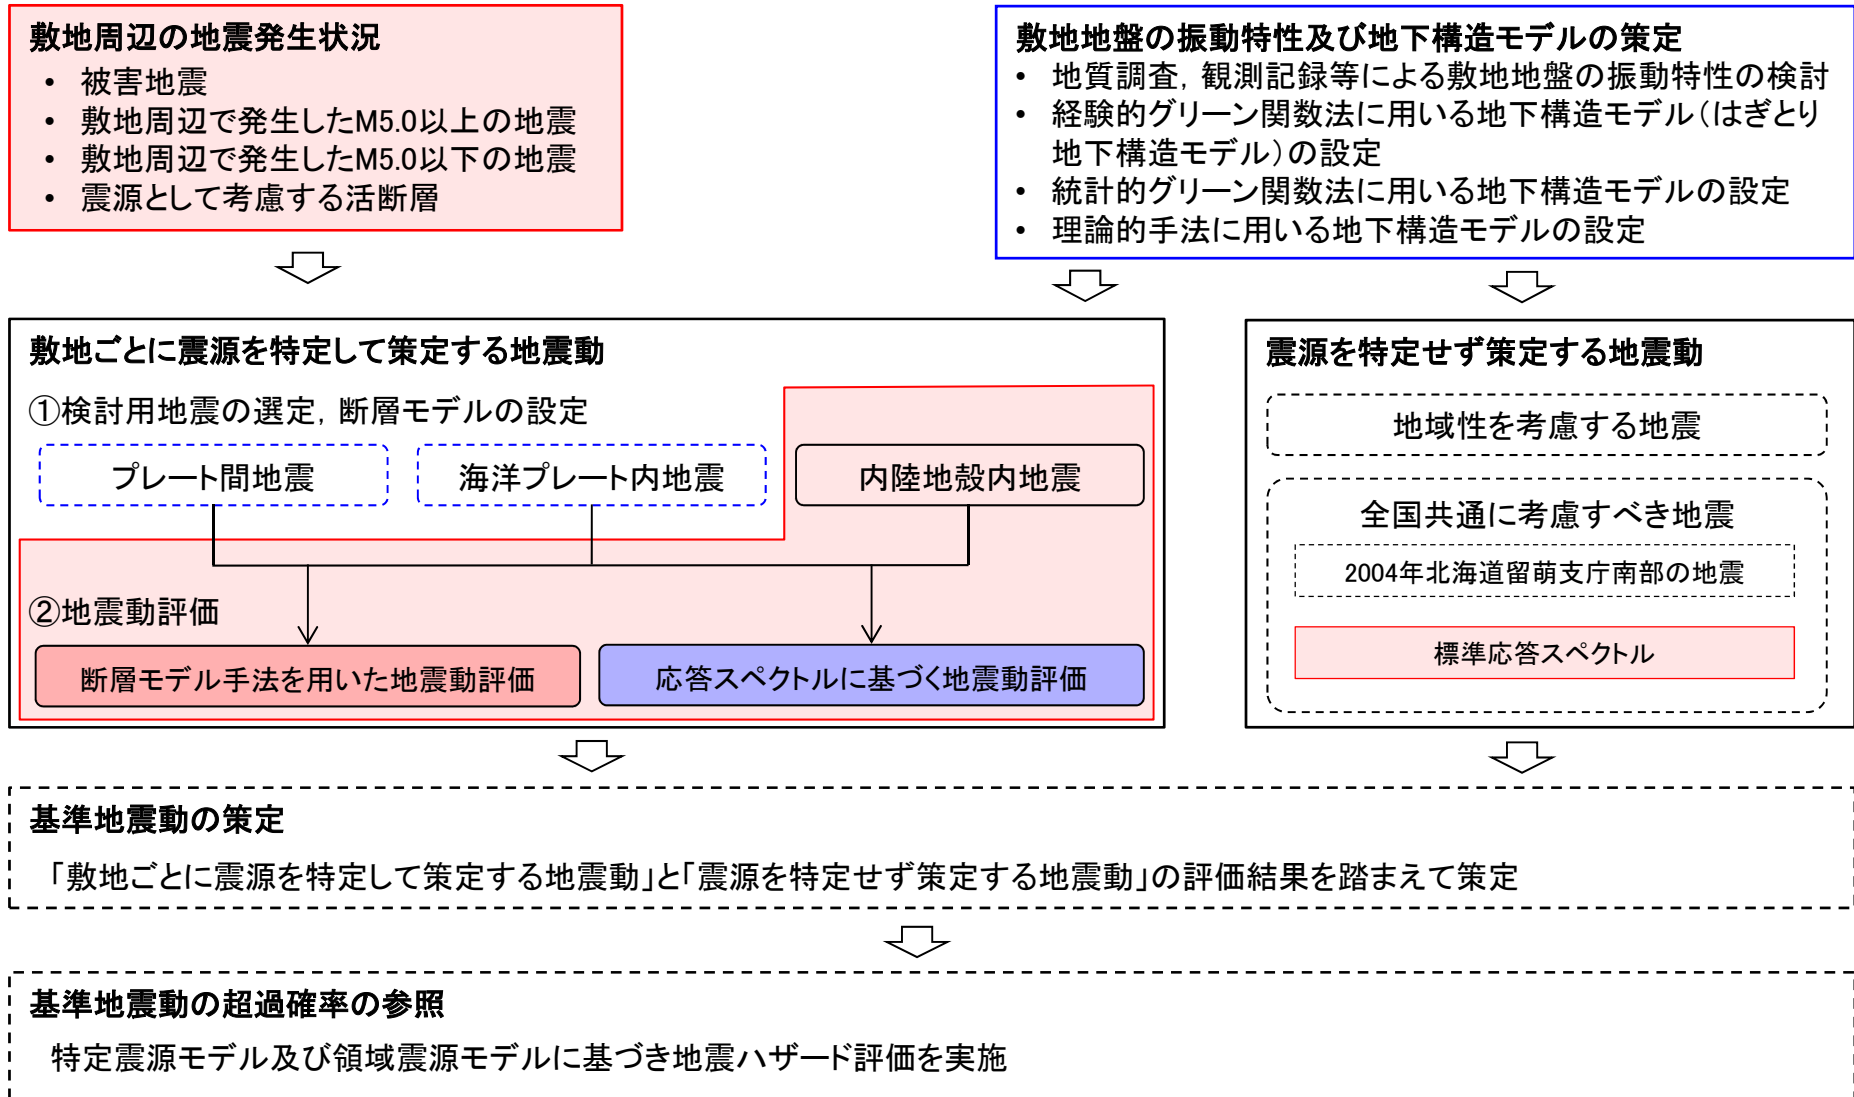 敷地周辺の地震発生状況
• 被害地震
• 敷地周辺で発生したM5.0以上の地震
• 敷地周辺で発生したM5.0以下の地震
• 震源として考慮する活断層
敷地地盤の振動特性及び地下構造モデルの策定
• 地質調査，観測記録等による敷地地盤の振動特性の検討
• 経験的グリーン関数法に用いる地下構造モデル（はぎとり
地下構造モデル）の設定
• 統計的グリーン関数法に用いる地下構造モデルの設定
• 理論的手法に用いる地下構造モデルの設定
敷地ごとに震源を特定して策定する地震動
①検討用地震の選定，断層モデルの設定
プレート間地震
海洋プレート内地震
内陸地殻内地震
②地震動評価
断層モデル手法を用いた地震動評価
応答スペクトルに基づく地震動評価
震源を特定せず策定する地震動
地域性を考慮する地震
全国共通に考慮すべき地震
2004年北海道留萌支庁南部の地震
標準応答スペクトル
基準地震動の策定
「敷地ごとに震源を特定して策定する地震動」と「震源を特定せず策定する地震動」の評価結果を踏まえて策定
基準地震動の超過確率の参照
特定震源モデル及び領域震源モデルに基づき地震ハザード評価を実施